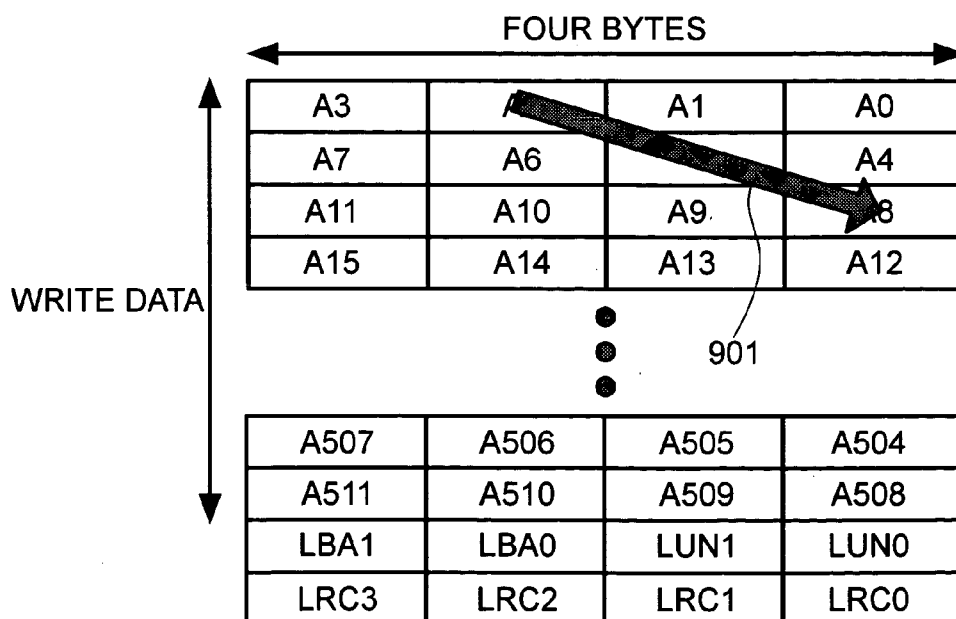 FOUR BYTES
A3 A A1 A0
A7 A6 A4
A11 A10 A9 A8
A15 A14 A13 A12
WRITE DATA
901
A507 A506 A505 A504
A511 A510 A509 A508
LBA1 LBA0 LUN1 LUN0
LRC3 LRC2 LRC1 LRC0